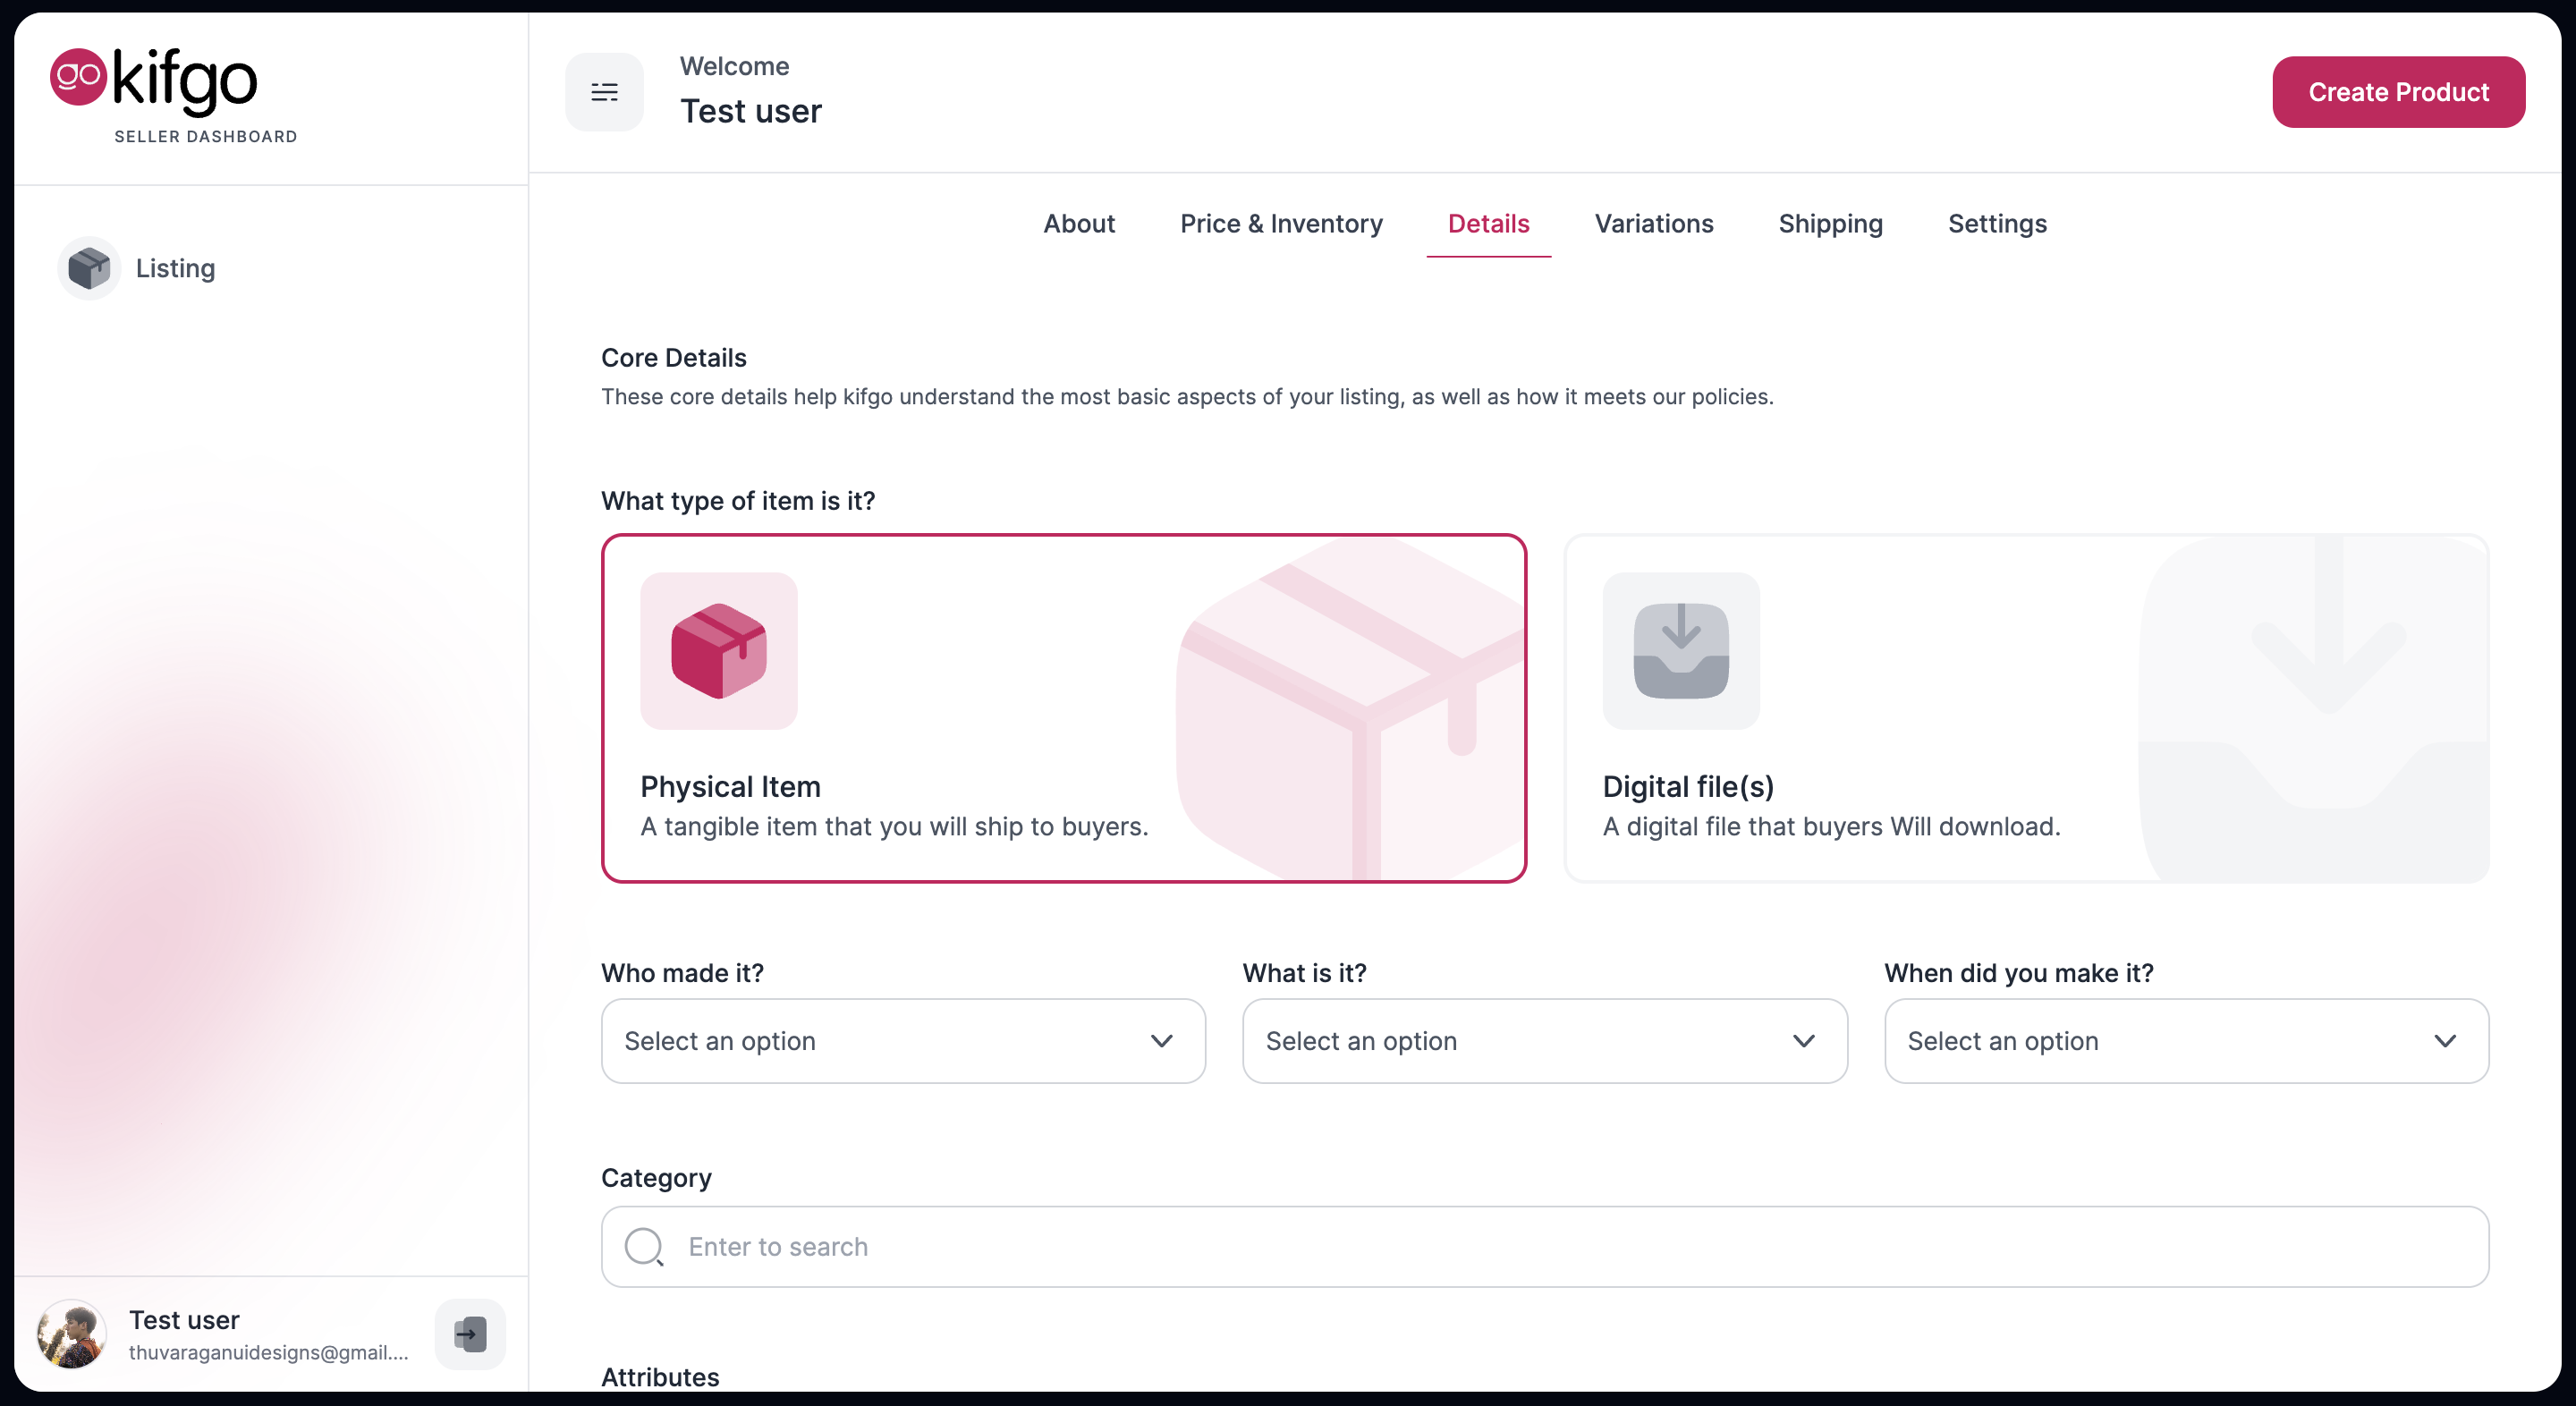 go kifgo
SELLER DASHBOARD
Welcome
Test user
Create Product
Listing
About
Price & Inventory
Details
Variations
Shipping
Settings
Core Details
These core details help kifgo understand the most basic aspects of your listing, as well as how it meets our policies.
What type of item is it?
Physical Item
A tangible item that you will ship to buyers.
Digital file(s)
A digital file that buyers Will download.
Who made it?
Select an option
What is it?
Select an option
When did you make it?
Select an option
Category
Enter to search
Attributes
Test user
thuvaraganuidesigns@gmail....